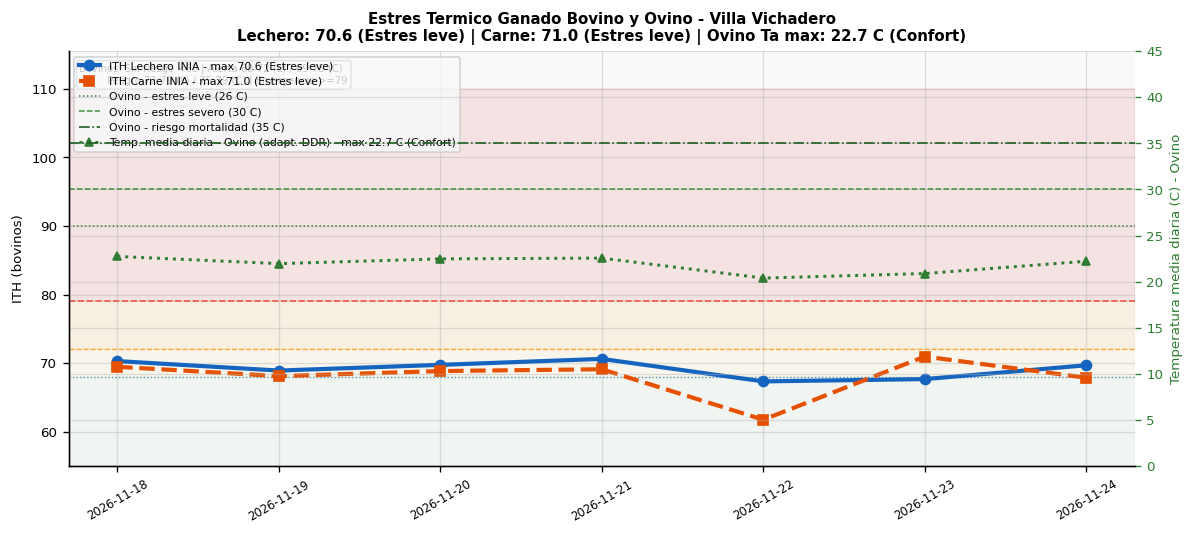 Estres Termico Ganado Bovino y Ovino - Villa Vichadero
Lechero: 70.6 (Estres leve) | Carne: 71.0 (Estres leve) | Ovino Ta max: 22.7 C (Confort)
ITH Lechero INIA - max 70.6 (Estres leve)
ITH Carne INIA - max 71.0 (Estres leve)
Ovino - estres leve (26 C)
Ovino - estres severo (30 C)
Ovino - riesgo mortalidad (35 C)
Temp. media diaria - Ovino (adapt. DDR) - max 22.7 C (Confort)
ITH (bovinos)
110
100
90
80
70
60
45
40
35
30
25
20
15
10
5
0
Temperatura media diaria (C) - Ovino
2026-11-18
2026-11-19
2026-11-20
2026-11-21
2026-11-22
2026-11-23
2026-11-24